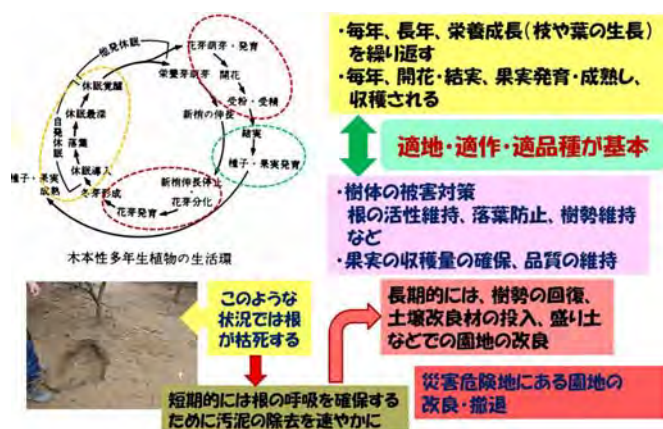 他発休眠
花芽萌芽・発育
栄養芽萌芽
開花
受粉・受精
新梢の伸長
結実
種子・果実発育
新梢伸長停止・
花芽分化
花芽発育
冬芽形成
種子・果実
成熟
休眠導入
落葉
自発休眠
休眠最深
休眠覚醒
木本性多年生植物の生活環
・毎年、長年、栄養成長(枝や葉の生長)
を繰り返す
・毎年、開花・結実、果実発育・成熟し、
収穫される
適地・適作・適品種が基本
・樹体の被害対策
根の活性維持、落葉防止、樹勢維持
など
・果実の収穫量の確保、品質の維持
このような
状況では根
が枯死する
短期的には根の呼吸を確保する
ために汚泥の除去を速やかに
長期的には、樹勢の回復、
土壌改良材の投入、盛り土
などでの園地の改良
災害危険地にある園地の
改良・撤退